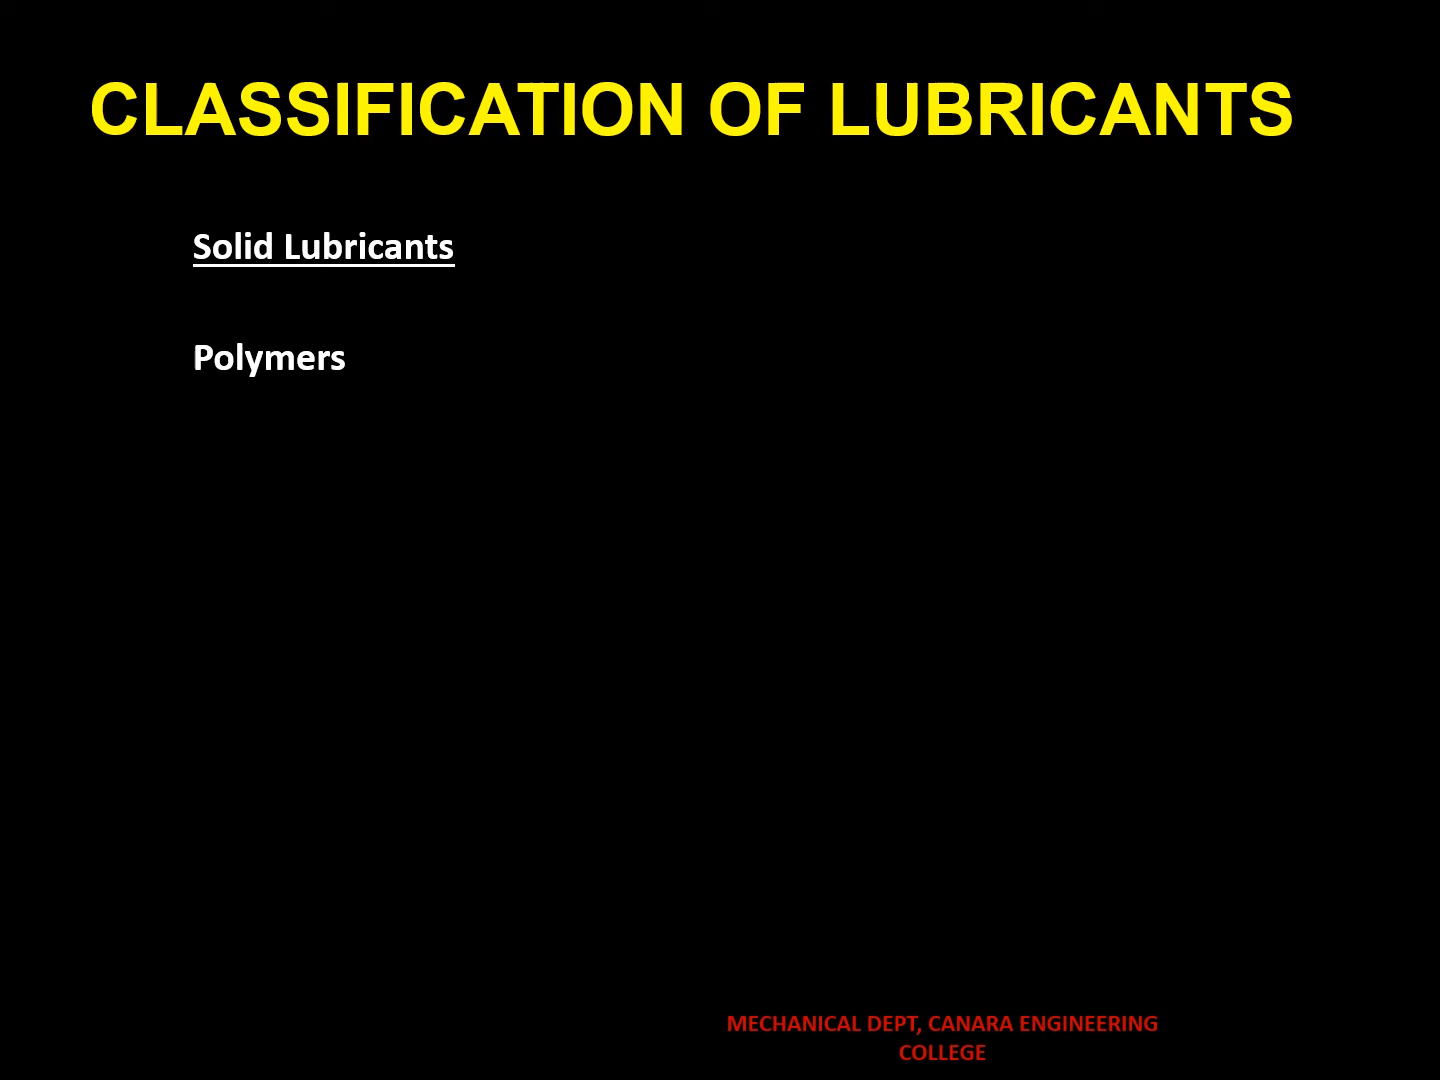 CLASSIFICATION OF LUBRICANTS
Solid Lubricants
Polymers
MECHANICAL DEPT, CANARA ENGINEERING
COLLEGE